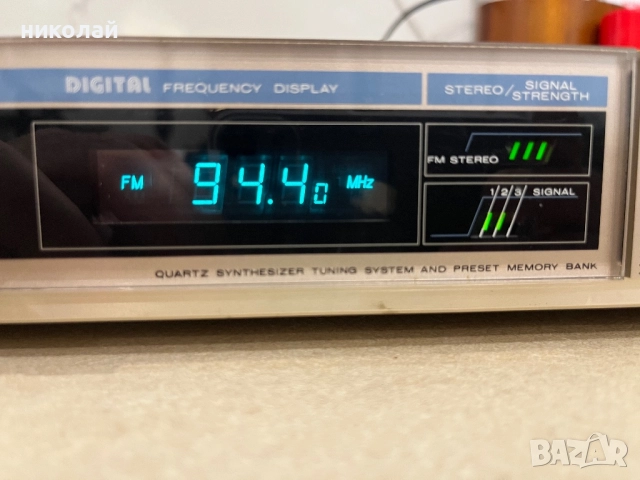 николай
DIGITAL FREQUENCY DISPLAY
STEREO/SIGNAL STRENGTH
FM 94.40 MHz
FM STEREO
1/2/3/ SIGNAL
QUARTZ SYNTHESIZER TUNING SYSTEM AND PRESET MEMORY BANK
BAZAR